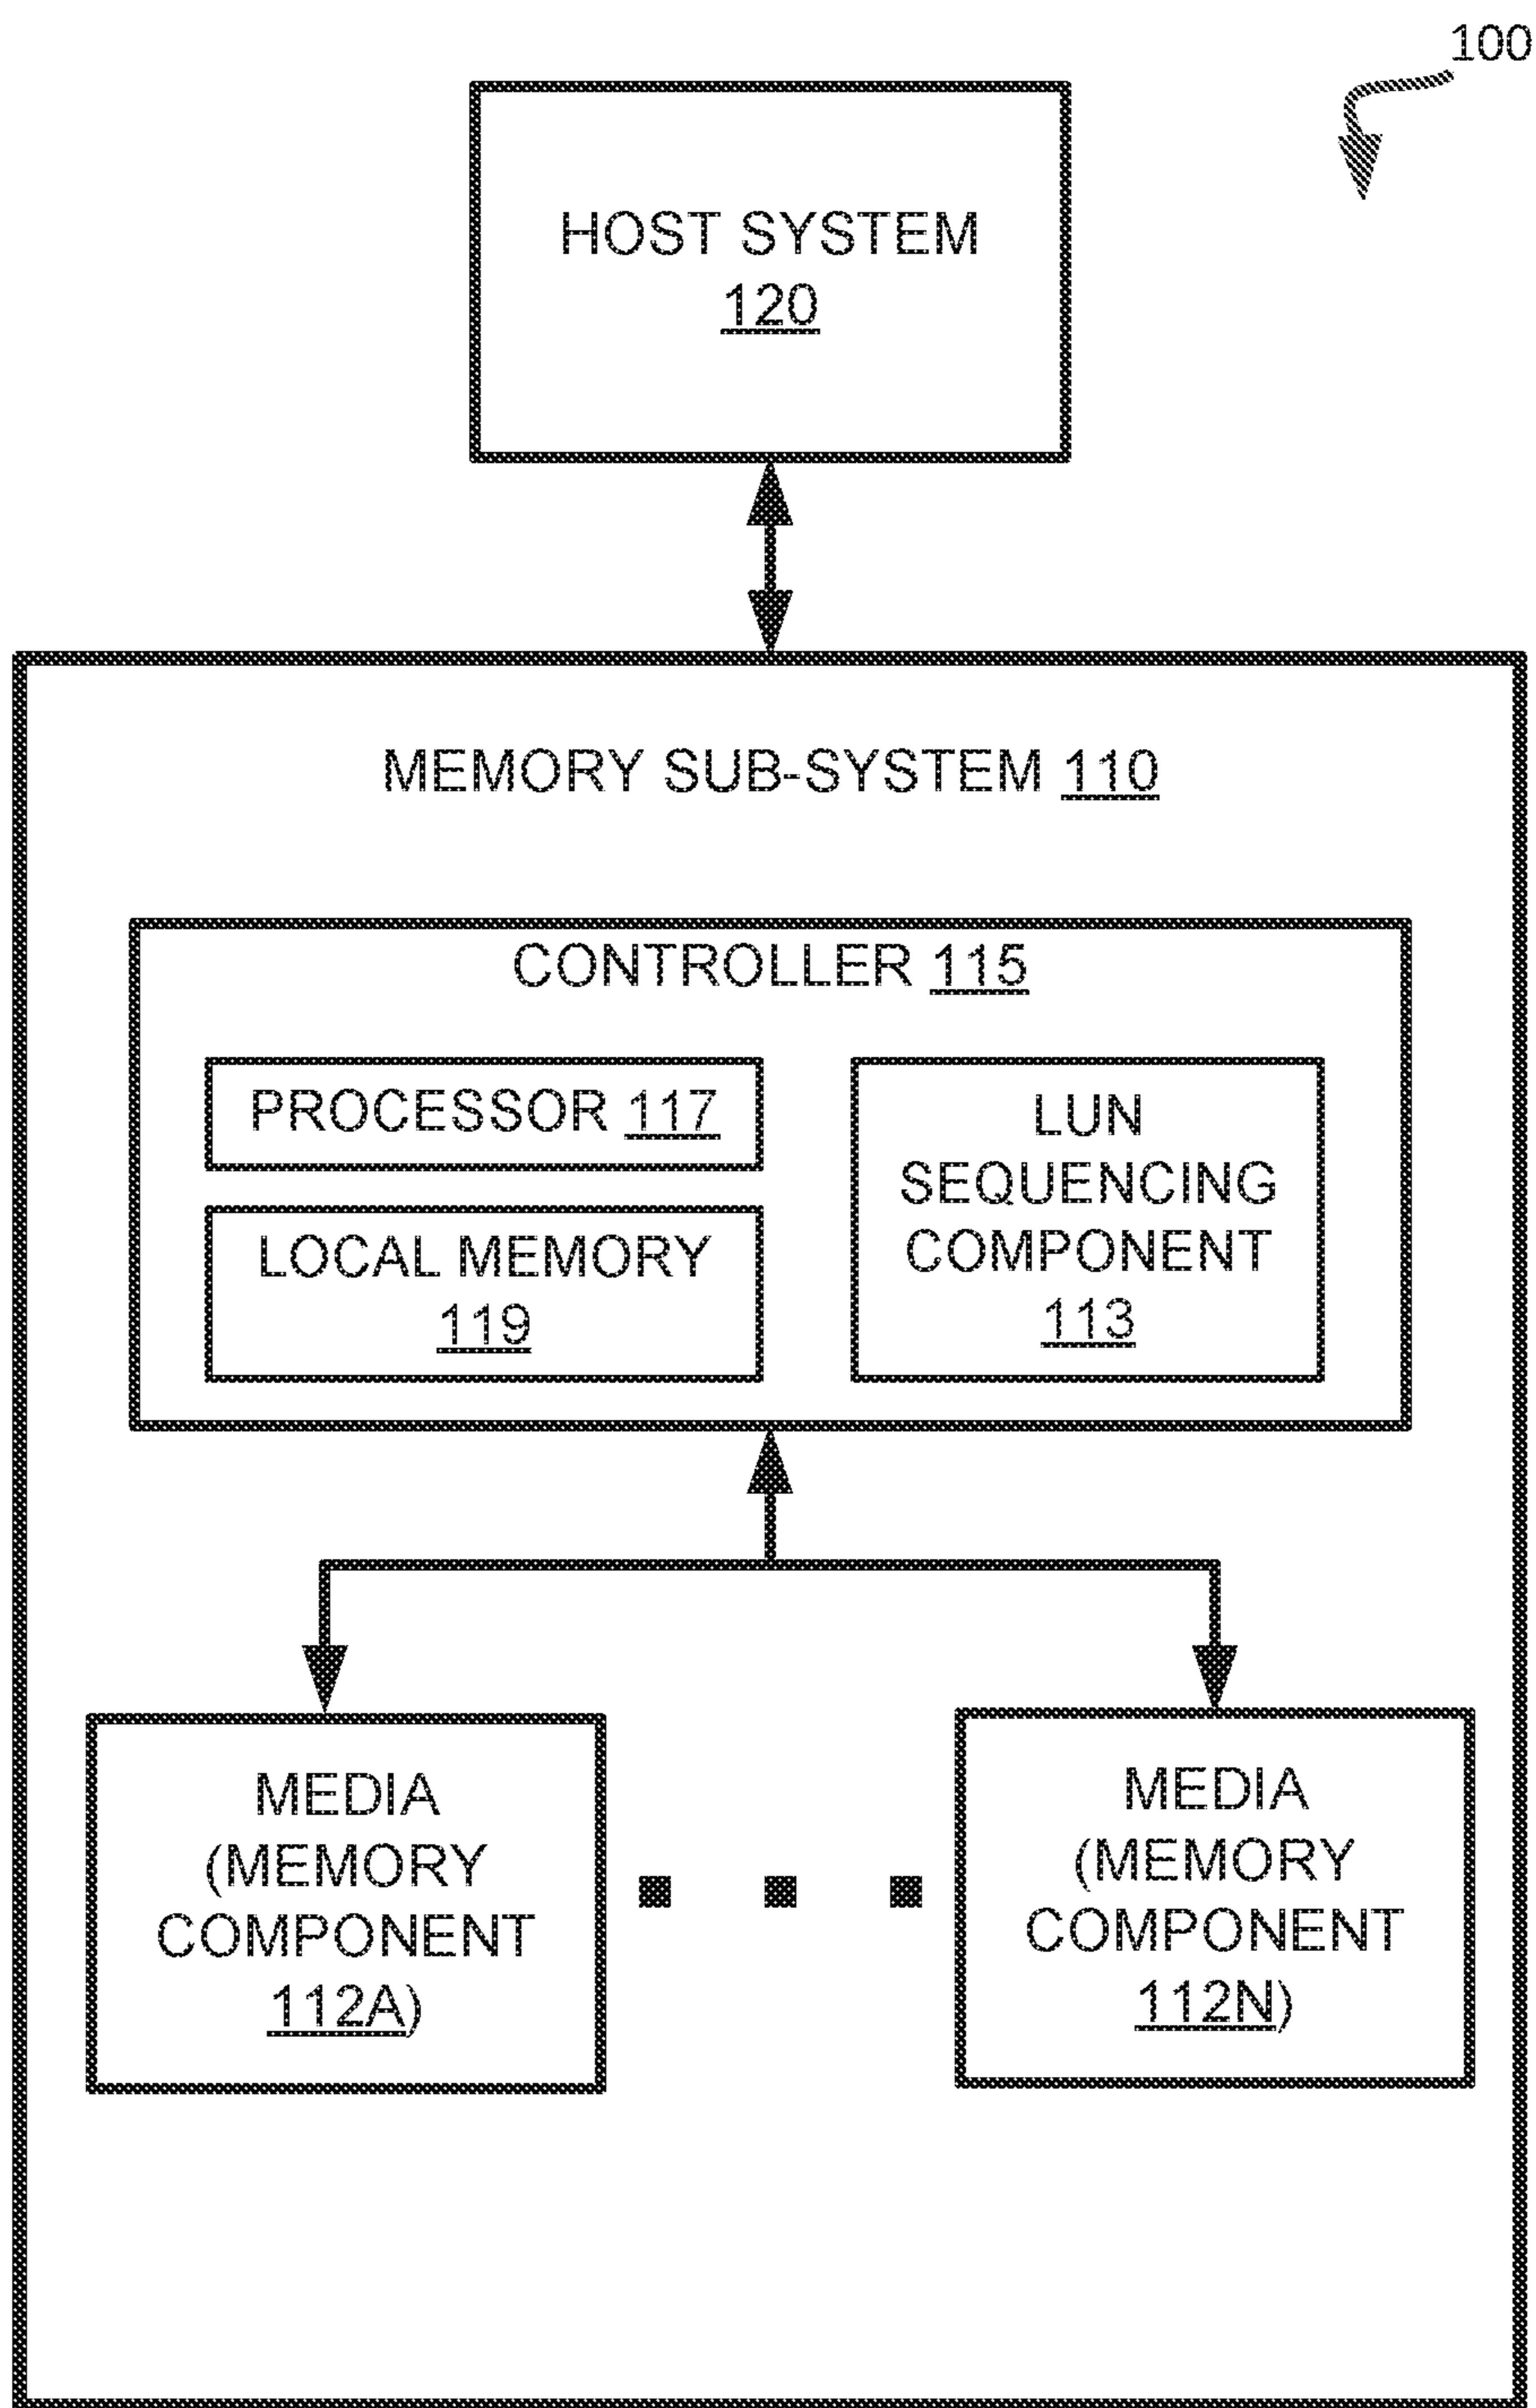 100
HOST SYSTEM
120
MEMORY SUB-SYSTEM 110
CONTROLLER 115
PROCESSOR 117
LOCAL MEMORY
119
LUN
SEQUENCING
COMPONENT
113
MEDIA
(MEMORY
COMPONENT
112A)
MEDIA
(MEMORY
COMPONENT
112N)